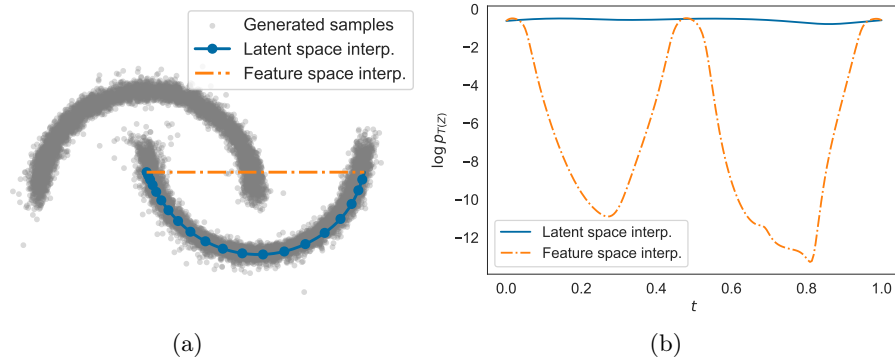 Generated samples
Latent space interp.
Feature space interp.
(a)
log p_{T(Z)}
0
−2
−4
−6
−8
−10
−12
Latent space interp.
Feature space interp.
0.0 0.2 0.4 0.6 0.8 1.0
t
(b)